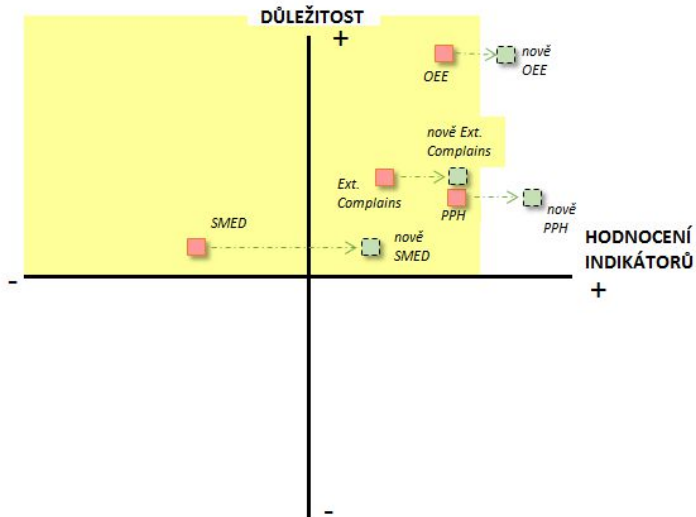 DŮLEŽITOST
+
nově
OEE
OEE
nově Ext.
Complains
Ext.
Complains
PPH
nově
PPH
SMED
nově
SMED
HODNOCENÍ
INDIKÁTORŮ
-
+
-